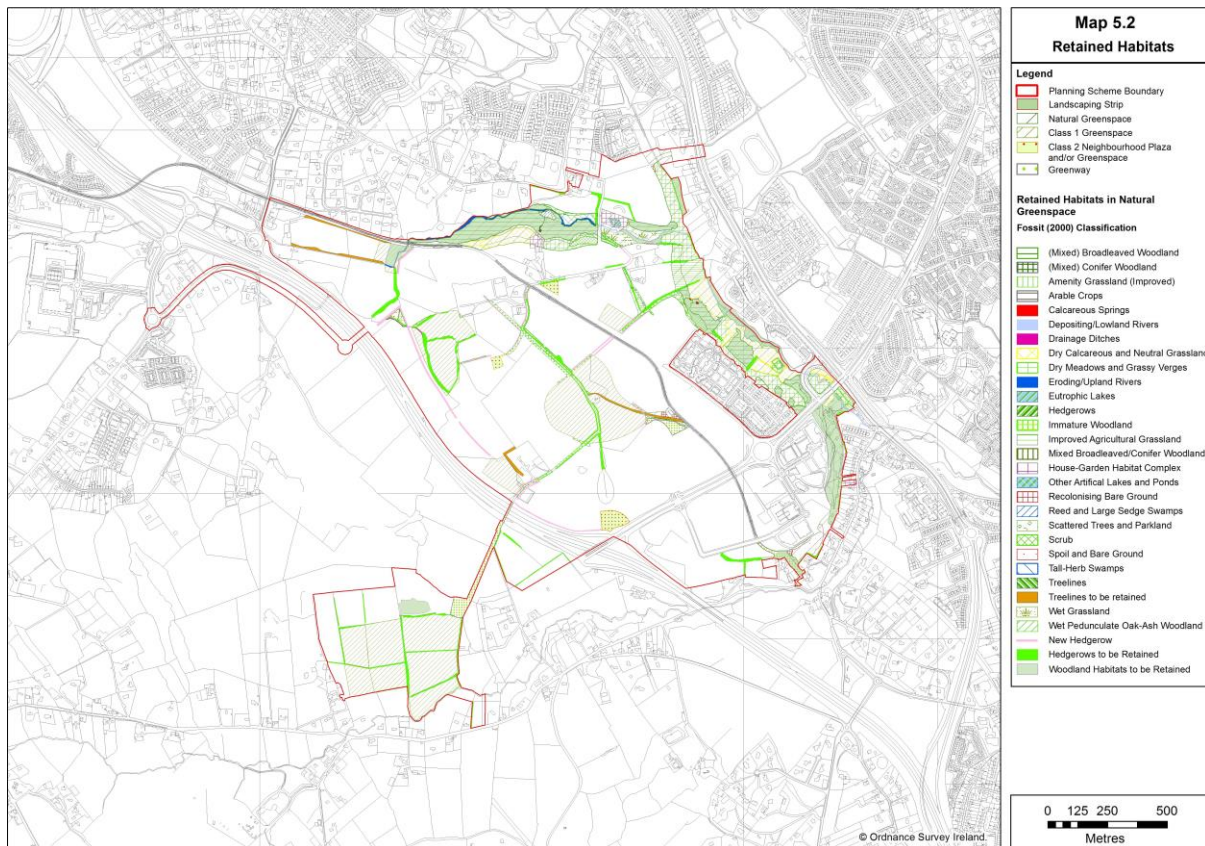 Map 5.2
Retained Habitats
Legend
Planning Scheme Boundary
Landscaping Strip
Natural Greenspace
Class 1 Greenspace
Class 2 Neighbourhood Plaza
and/or Greenspace
Greenway
Retained Habitats in Natural
Greenspace
Fossit (2000) Classification
(Mixed) Broadleaved Woodland
(Mixed) Conifer Woodland
Amenity Grassland (Improved)
Arable Crops
Calcareous Springs
Depositing/Lowland Rivers
Drainage Ditches
Dry Calcareous and Neutral Grassland
Dry Meadows and Grassy Verges
Eroding/Upland Rivers
Eutrophic Lakes
Hedgerows
Immature Woodland
Improved Agricultural Grassland
Mixed Broadleaved/Conifer Woodland
House-Garden Habitat Complex
Other Artifical Lakes and Ponds
Recolonising Bare Ground
Reed and Large Sedge Swamps
Scattered Trees and Parkland
Scrub
Spoil and Bare Ground
Tall-Herb Swamps
Treelines
Treelines to be retained
Wet Grassland
Wet Pedunculate Oak-Ash Woodland
New Hedgerow
Hedgerows to be Retained
Woodland Habitats to be Retained
0 125 250 500
Metres
© Ordnance Survey Ireland.